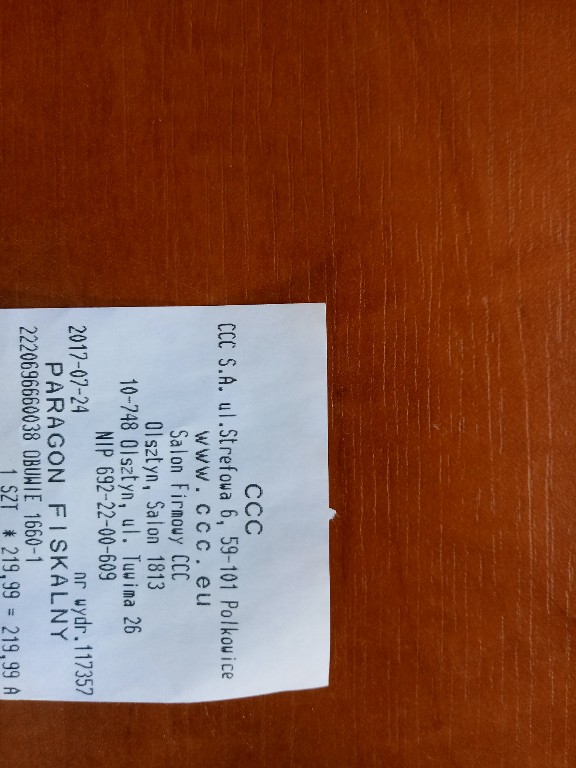 CCC
CCC S.A. ul.Strefowa 6, 59-101 Polkowice
www.ccc.eu
Salon Firmowy CCC
Olsztyn, Salon 1813
10-748 Olsztyn, ul. Tuwima 26
NIP 692-22-00-609
2017-07-24 nr wydr.117357
PARAGON FISKALNY
2220696660038 OBUWIE 1660-1
1 SZT * 219,99 = 219,99 A